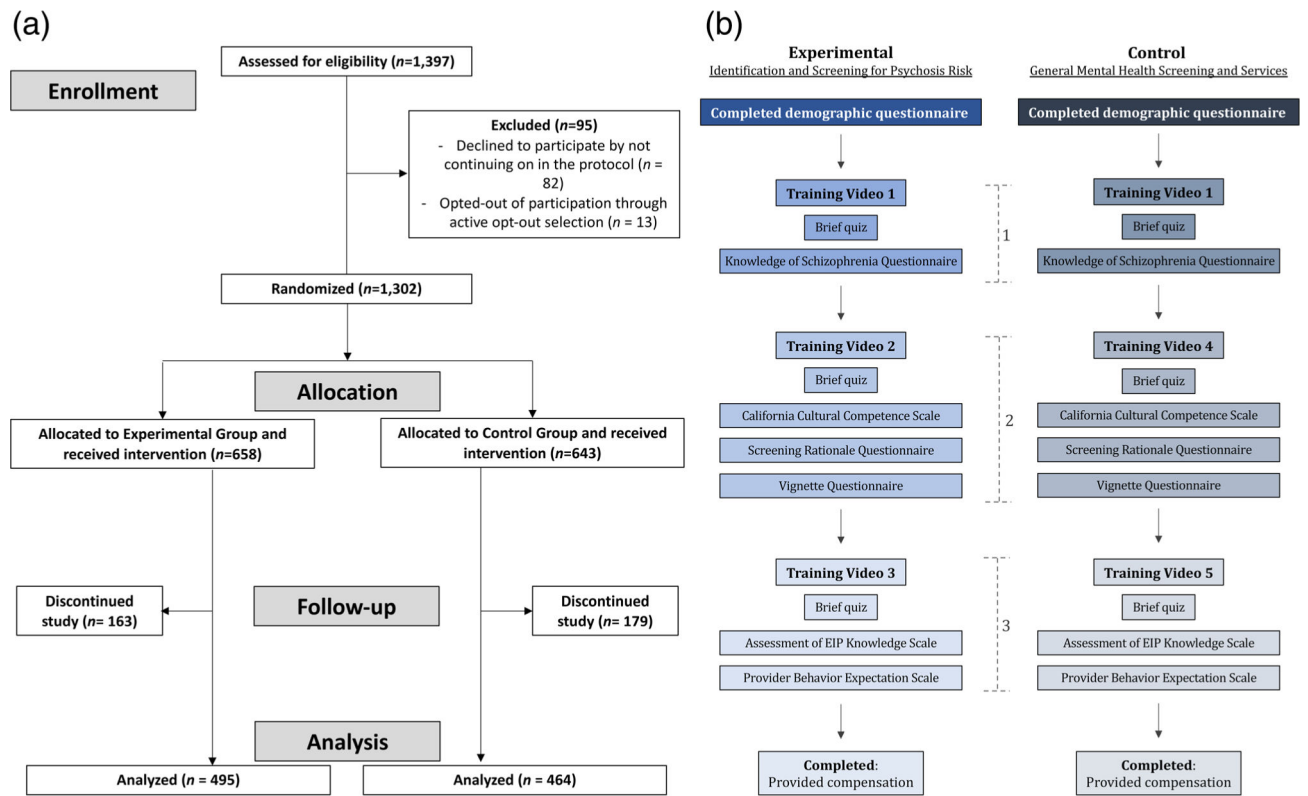 (a)
Assessed for eligibility (n=1,397)
Enrollment
Excluded (n=95)
- Declined to participate by not
continuing on in the protocol (n =
82)
- Opted-out of participation through
active opt-out selection (n = 13)
Randomized (n=1,302)
Allocation
Allocated to Experimental Group and
received intervention (n=658)
Allocated to Control Group and received
intervention (n=643)
Discontinued
study (n= 163)
Follow-up
Discontinued
study (n= 179)
Analysis
Analyzed (n = 495)
Analyzed (n = 464)
(b)
Experimental
Identification and Screening for Psychosis Risk
Completed demographic questionnaire
Training Video 1
Brief quiz
Knowledge of Schizophrenia Questionnaire
Training Video 2
Brief quiz
California Cultural Competence Scale
Screening Rationale Questionnaire
Vignette Questionnaire
Training Video 3
Brief quiz
Assessment of EIP Knowledge Scale
Provider Behavior Expectation Scale
Completed:
Provided compensation
1
2
3
Control
General Mental Health Screening and Services
Completed demographic questionnaire
Training Video 1
Brief quiz
Knowledge of Schizophrenia Questionnaire
Training Video 4
Brief quiz
California Cultural Competence Scale
Screening Rationale Questionnaire
Vignette Questionnaire
Training Video 5
Brief quiz
Assessment of EIP Knowledge Scale
Provider Behavior Expectation Scale
Completed:
Provided compensation